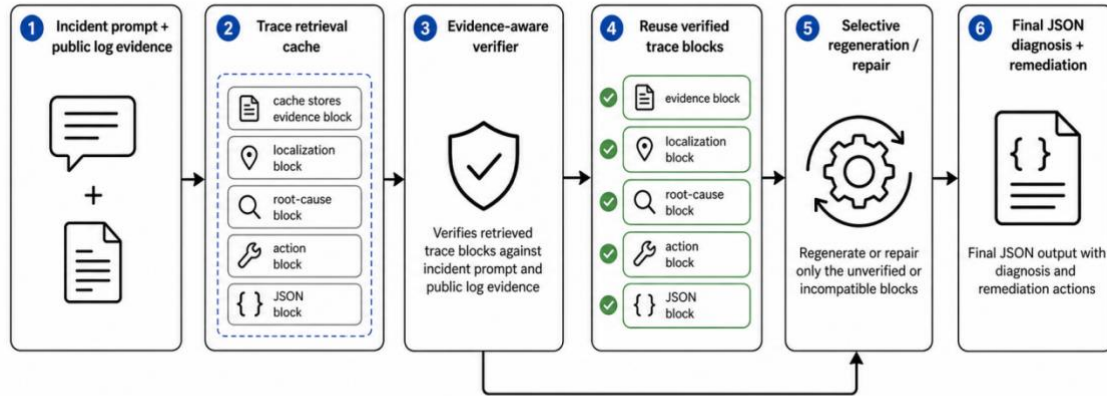 1 Incident prompt +
public log evidence
+
2 Trace retrieval
cache
cache stores
evidence block
localization
block
root-cause
block
action
block
{ } JSON
block
3 Evidence-aware
verifier
Verifies retrieved
trace blocks against
incident prompt and
public log evidence
4 Reuse verified
trace blocks
evidence block
localization
block
root-cause
block
action
block
{ } JSON
block
5 Selective
regeneration /
repair
Regenerate or repair
only the unverified or
incompatible blocks
6 Final JSON
diagnosis +
remediation
{ }
Final JSON output with
diagnosis and
remediation actions